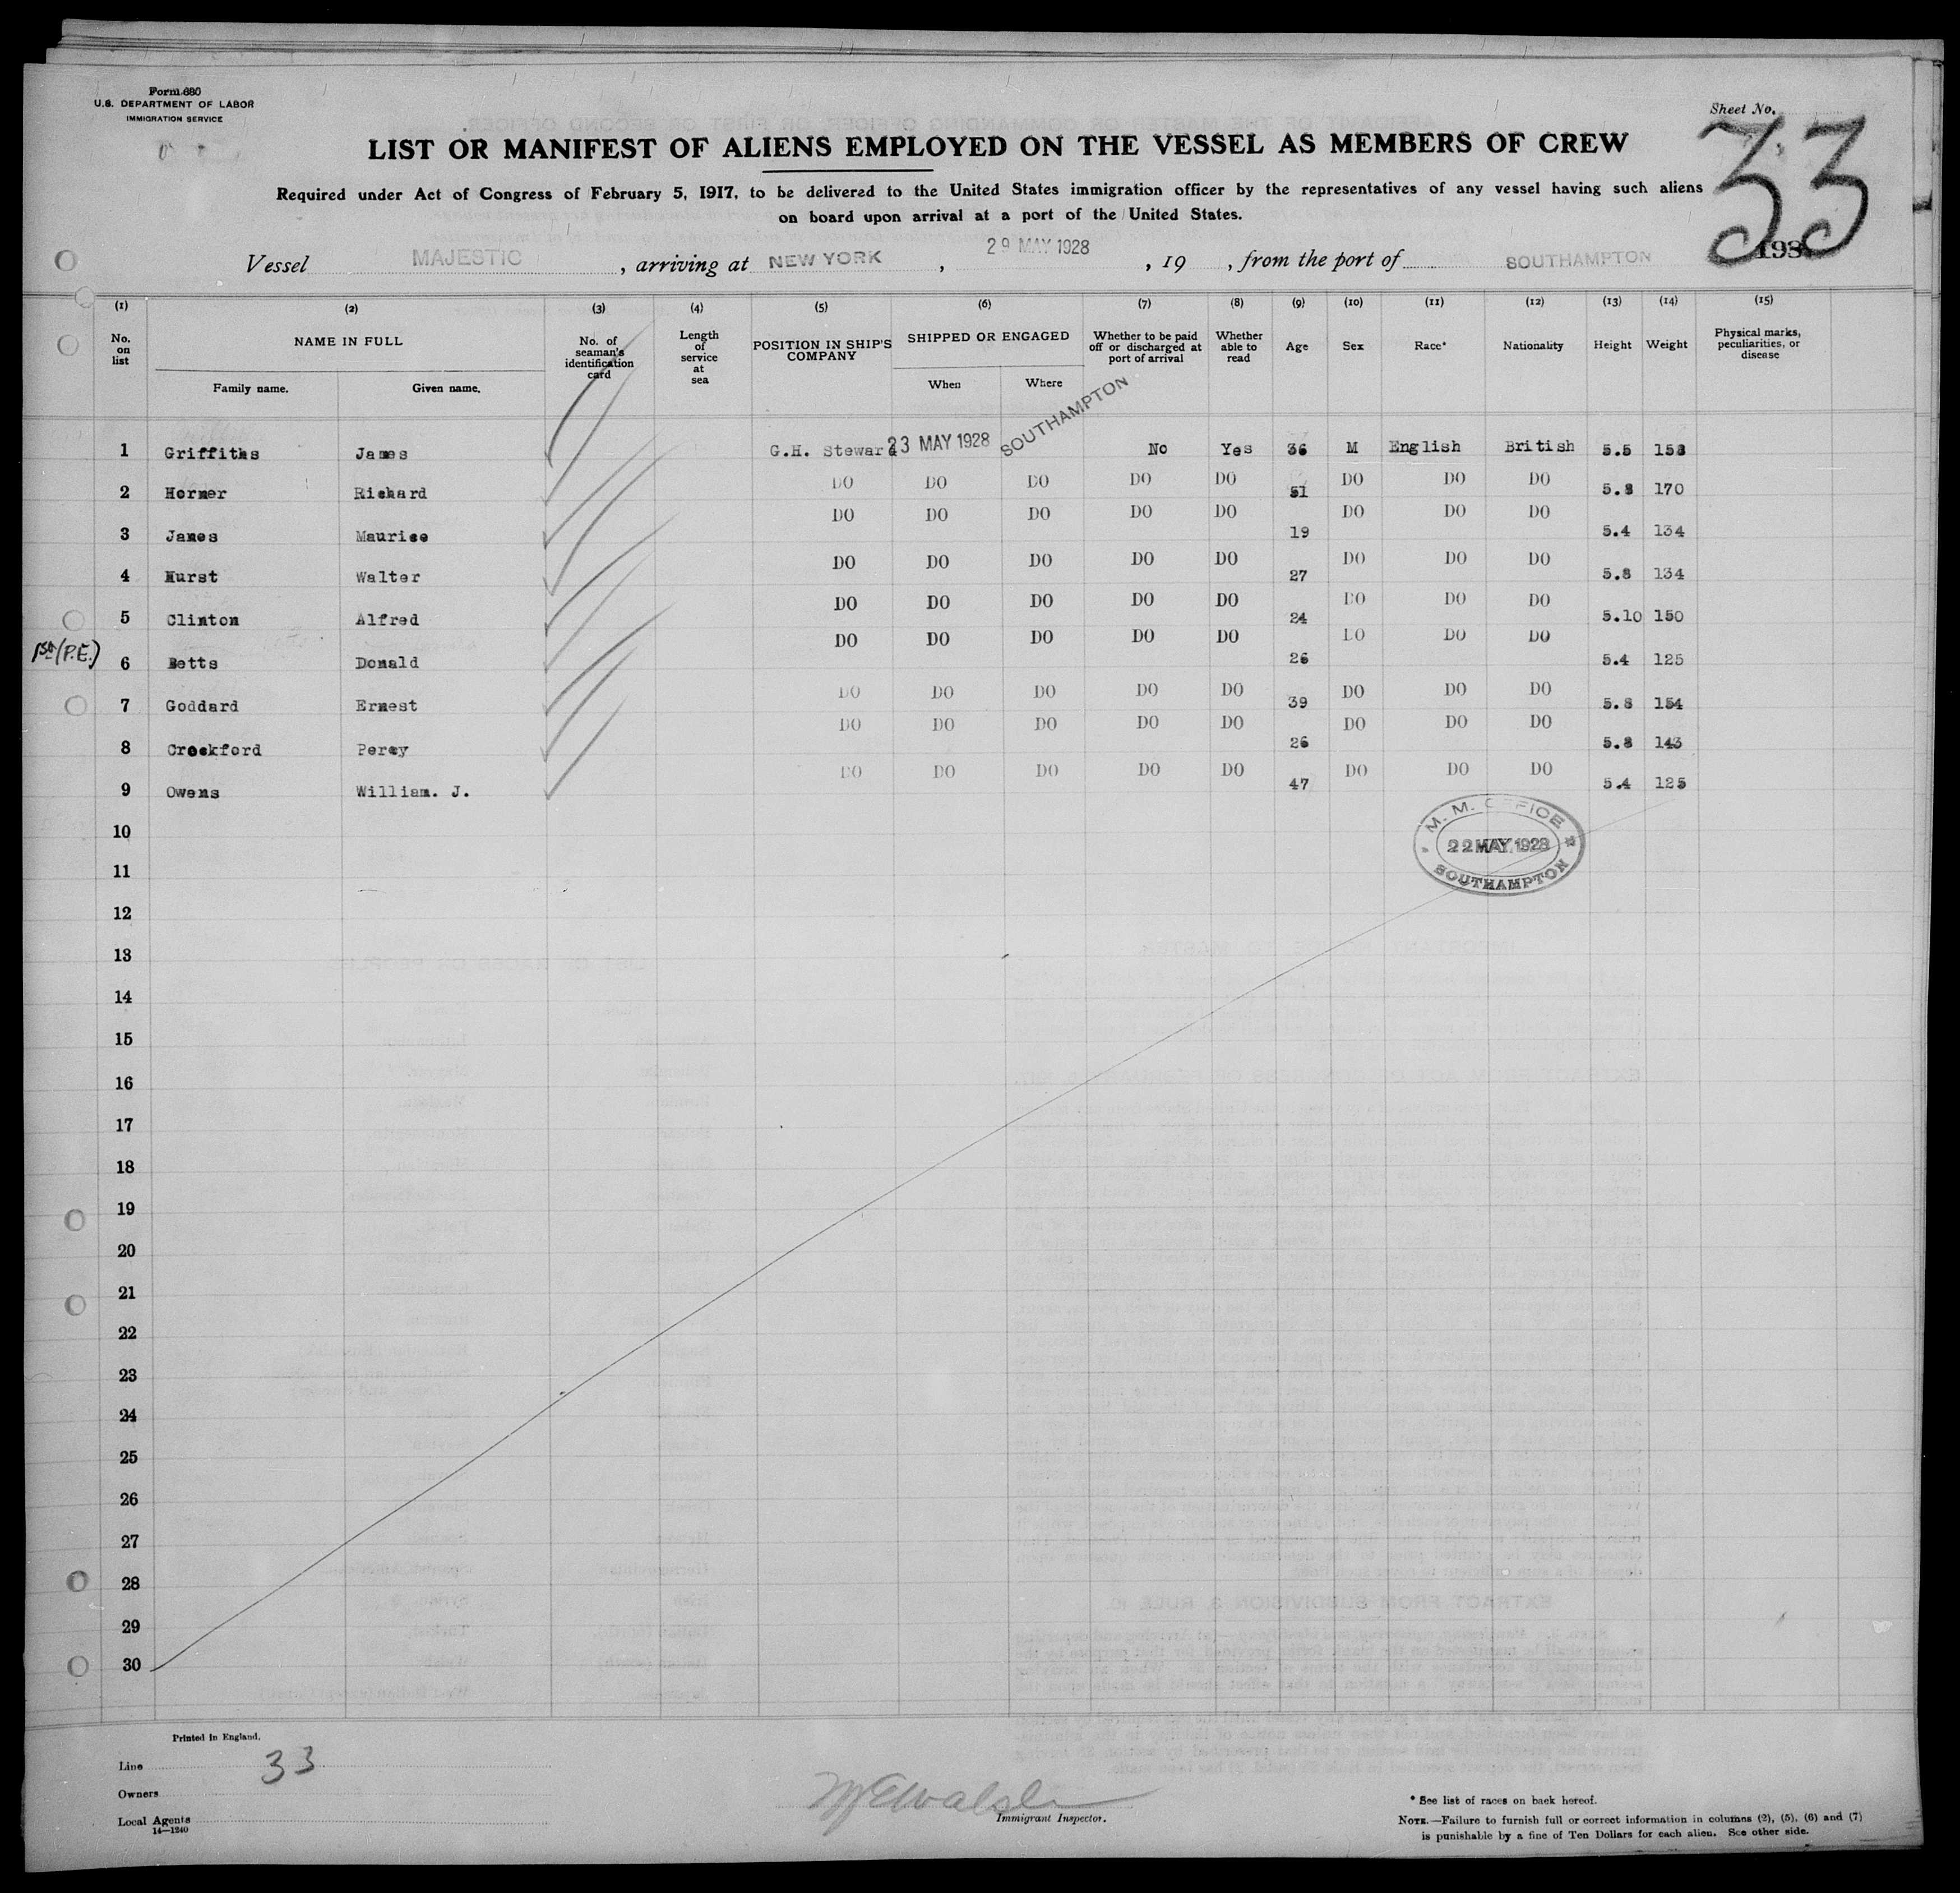 Form 680
U.S. DEPARTMENT OF LABOR
IMMIGRATION SERVICE
Sheet No.
33
LIST OR MANIFEST OF ALIENS EMPLOYED ON THE VESSEL AS MEMBERS OF CREW
Required under Act of Congress of February 5, 1917, to be delivered to the United States immigration officer by the representatives of any vessel having such aliens
on board upon arrival at a port of the United States.
Vessel MAJESTIC, arriving at NEW YORK, 29 MAY 1928, 19, from the port of SOUTHAMPTON
(1) (2) (3) (4) (5) (6) (7) (8) (9) (10) (11) (12) (13) (14) (15)
No. on list NAME IN FULL No. of seaman's identification card Length of service at sea POSITION IN SHIP'S COMPANY SHIPPED OR ENGAGED Whether to be paid off or discharged at port of arrival Whether able to read Age Sex Race* Nationality Height Weight Physical marks, peculiarities, or disease
Family name. Given name. When Where
1 Griffiths James G.H. Steward 23 MAY 1928 SOUTHAMPTON No Yes 36 M English British 5.5 153
2 Horner Richard DO DO DO DO DO 51 DO DO DO 5.8 170
3 James Maurice DO DO DO DO DO 19 DO DO DO 5.4 134
4 Hurst Walter DO DO DO DO DO 27 DO DO DO 5.8 134
5 Clinton Alfred DO DO DO DO DO 24 DO DO DO 5.10 150
1st (P.E.) 6 Betts Donald DO DO DO DO DO 26 DO DO DO 5.4 125
7 Goddard Ernest DO DO DO DO DO 39 DO DO DO 5.8 154
8 Crockford Percy DO DO DO DO DO 26 DO DO DO 5.8 143
9 Owens William. J. DO DO DO DO DO 47 DO DO DO 5.4 125
10
M. M. OFFICE
22 MAY 1928
SOUTHAMPTON
11
12
13
14
15
16
17
18
19
20
21
22
23
24
25
26
27
28
29
30
Printed in England.
Line 33
Owners
Local Agents
14—1240
Immigrant Inspector.
* See list of races on back hereof.
NOTE.—Failure to furnish full or correct information in columns (2), (5), (6) and (7)
is punishable by a fine of Ten Dollars for each alien. See other side.